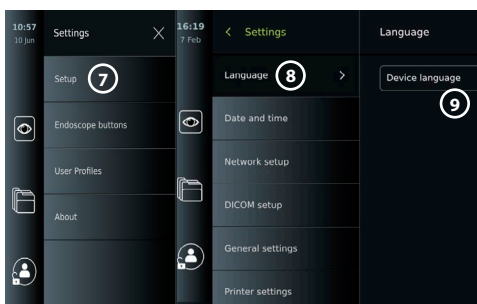 10:57
10 Jun
Settings
Setup
7
Endoscope buttons
User Profiles
About
16:19
7 Feb
Settings
Language
8
Date and time
Network setup
DICOM setup
General settings
Printer settings
Language
Device language
9